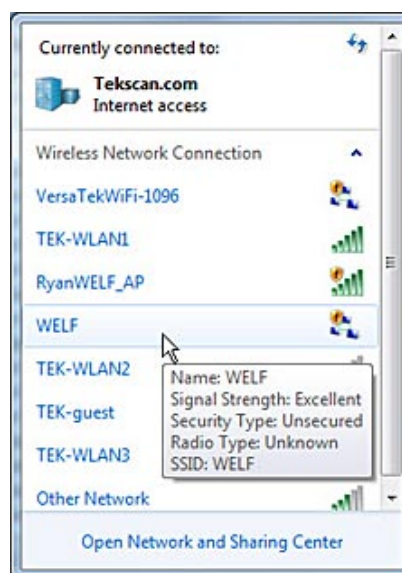 Currently connected to:
Tekscan.com
Internet access
Wireless Network Connection
VersaTekWiFi-1096
TEK-WLAN1
RyanWELF_AP
WELF
TEK-WLAN2
Name: WELF
Signal Strength: Excellent
Security Type: Unsecured
Radio Type: Unknown
SSID: WELF
TEK-guest
TEK-WLAN3
Other Network
Open Network and Sharing Center